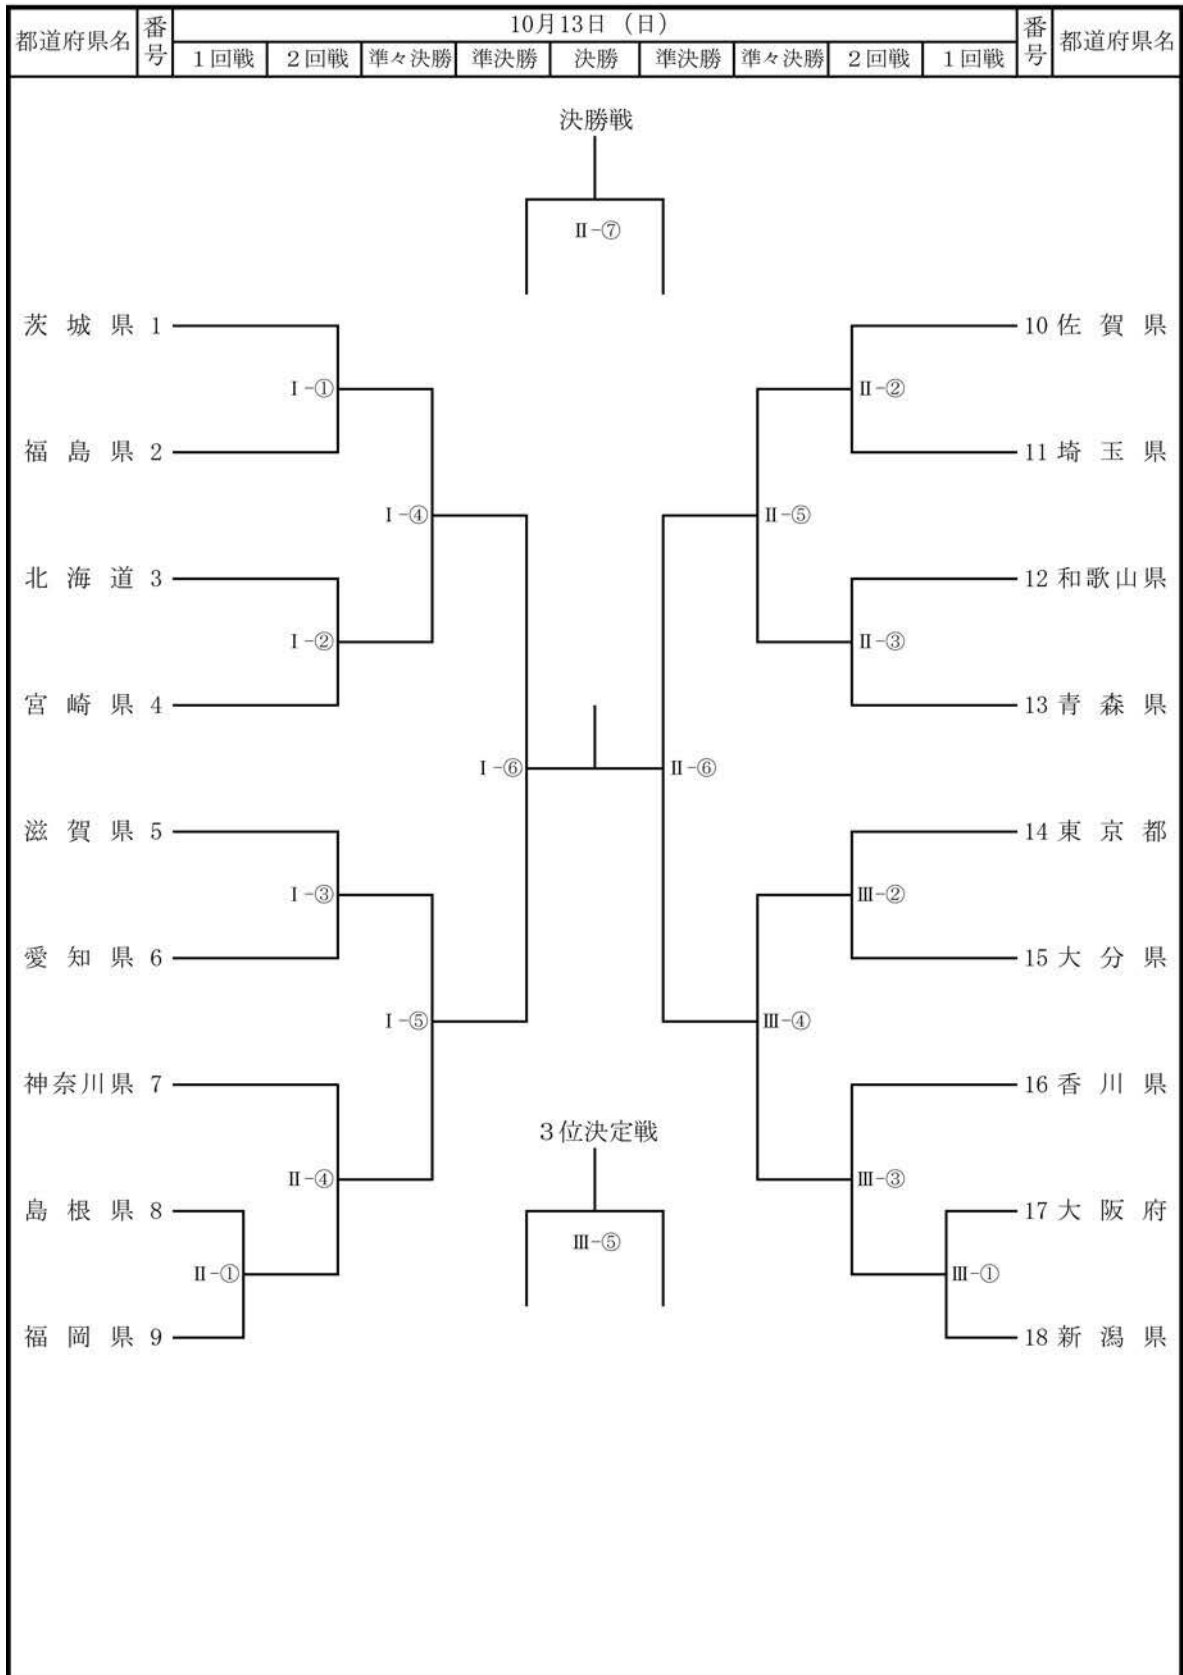 都道府県名 番号 10月13日（日） 番号 都道府県名
1回戦 2回戦 準々決勝 準決勝 決勝 準決勝 準々決勝 2回戦 1回戦
決勝戦
Ⅱ-⑦
茨城県 1 10 佐賀県
Ⅰ-① Ⅱ-②
福島県 2 11 埼玉県
Ⅰ-④ Ⅱ-⑤
北海道 3 12 和歌山県
Ⅰ-② Ⅱ-③
宮崎県 4 13 青森県
Ⅰ-⑥ Ⅱ-⑥
滋賀県 5 14 東京都
Ⅰ-③ Ⅲ-②
愛知県 6 15 大分県
Ⅰ-⑤ Ⅲ-④
神奈川県 7 16 香川県
3位決定戦
Ⅱ-④ Ⅲ-③
島根県 8 17 大阪府
Ⅲ-⑤
Ⅱ-① Ⅲ-①
福岡県 9 18 新潟県